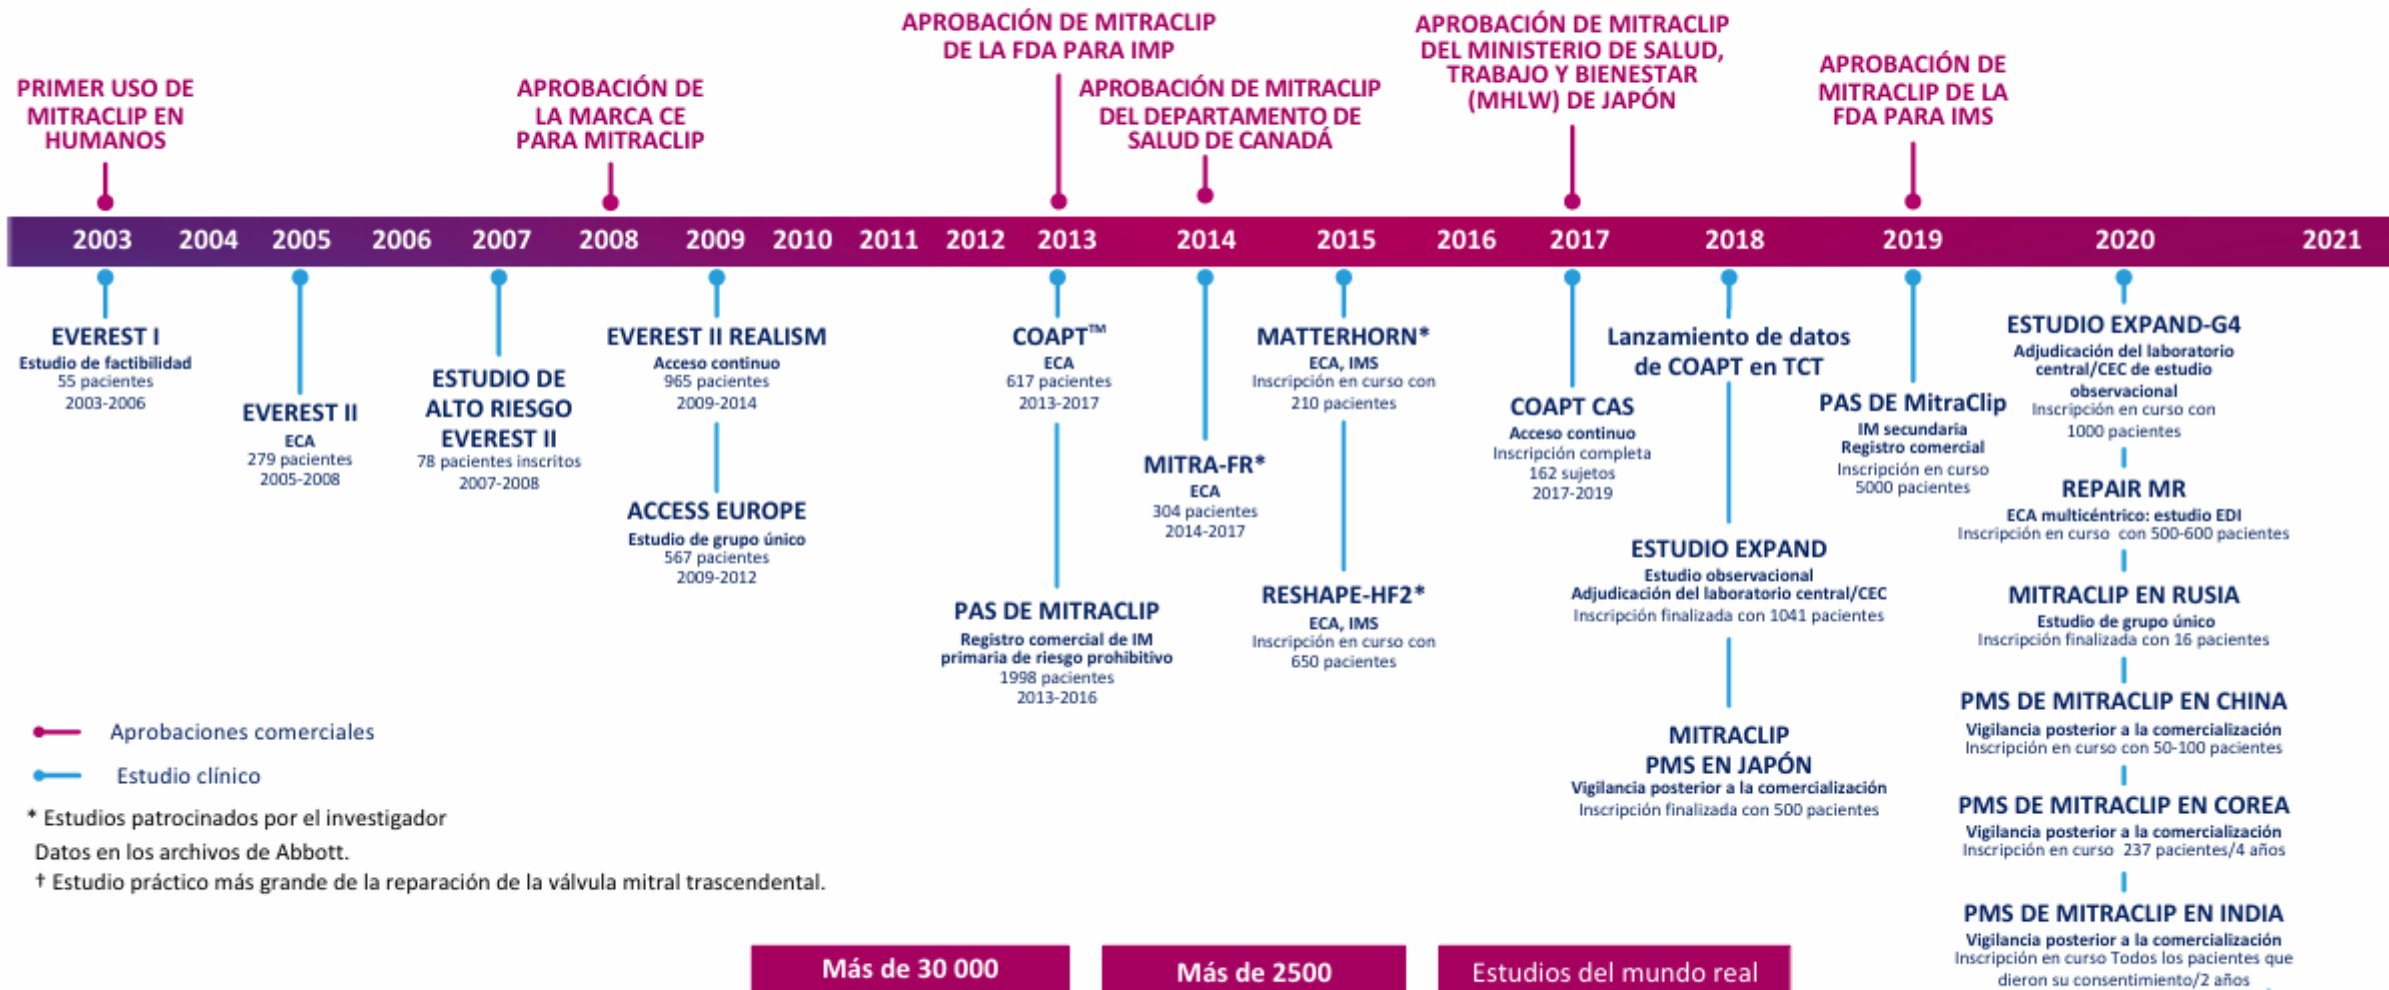 PRIMER USO DE
MITRACLIP EN
HUMANOS
APROBACIÓN DE
LA MARCA CE
PARA MITRACLIP
APROBACIÓN DE MITRACLIP
DE LA FDA PARA IMP
APROBACIÓN DE MITRACLIP
DEL DEPARTAMENTO DE
SALUD DE CANADÁ
APROBACIÓN DE MITRACLIP
DEL MINISTERIO DE SALUD,
TRABAJO Y BIENESTAR
(MHLW) DE JAPÓN
APROBACIÓN DE
MITRACLIP DE LA
FDA PARA IMS
2003 2004 2005 2006 2007 2008 2009 2010 2011 2012 2013 2014 2015 2016 2017 2018 2019 2020 2021
EVEREST I
Estudio de factibilidad
55 pacientes
2003-2006
EVEREST II
ECA
279 pacientes
2005-2008
ESTUDIO DE
ALTO RIESGO
EVEREST II
78 pacientes inscritos
2007-2008
EVEREST II REALISM
Acceso continuo
965 pacientes
2009-2014
ACCESS EUROPE
Estudio de grupo único
567 pacientes
2009-2012
COAPT™
ECA
617 pacientes
2013-2017
PAS DE MITRACLIP
Registro comercial de IM
primaria de riesgo prohibitivo
1998 pacientes
2013-2016
MITRA-FR*
ECA
304 pacientes
2014-2017
MATTERHORN*
ECA, IMS
Inscripción en curso con
210 pacientes
RESHAPE-HF2*
ECA, IMS
Inscripción en curso con
650 pacientes
COAPT CAS
Acceso continuo
Inscripción completa
162 sujetos
2017-2019
Lanzamiento de datos
de COAPT en TCT
ESTUDIO EXPAND
Estudio observacional
Adjudicación del laboratorio central/CEC
Inscripción finalizada con 1041 pacientes
MITRACLIP
PMS EN JAPÓN
Vigilancia posterior a la comercialización
Inscripción finalizada con 500 pacientes
PAS DE MitraClip
IM secundaria
Registro comercial
Inscripción en curso
5000 pacientes
ESTUDIO EXPAND-G4
Adjudicación del laboratorio
central/CEC de estudio
observacional
Inscripción en curso con
1000 pacientes
REPAIR MR
ECA multicéntrico: estudio EDI
Inscripción en curso con 500-600 pacientes
MITRACLIP EN RUSIA
Estudio de grupo único
Inscripción finalizada con 16 pacientes
PMS DE MITRACLIP EN CHINA
Vigilancia posterior a la comercialización
Inscripción en curso con 50-100 pacientes
PMS DE MITRACLIP EN COREA
Vigilancia posterior a la comercialización
Inscripción en curso 237 pacientes/4 años
PMS DE MITRACLIP EN INDIA
Vigilancia posterior a la comercialización
Inscripción en curso Todos los pacientes que
dieron su consentimiento/2 años
Aprobaciones comerciales
Estudio clínico
* Estudios patrocinados por el investigador
Datos en los archivos de Abbott.
† Estudio práctico más grande de la reparación de la válvula mitral trascendental.
Más de 30 000
Más de 2500
Estudios del mundo real